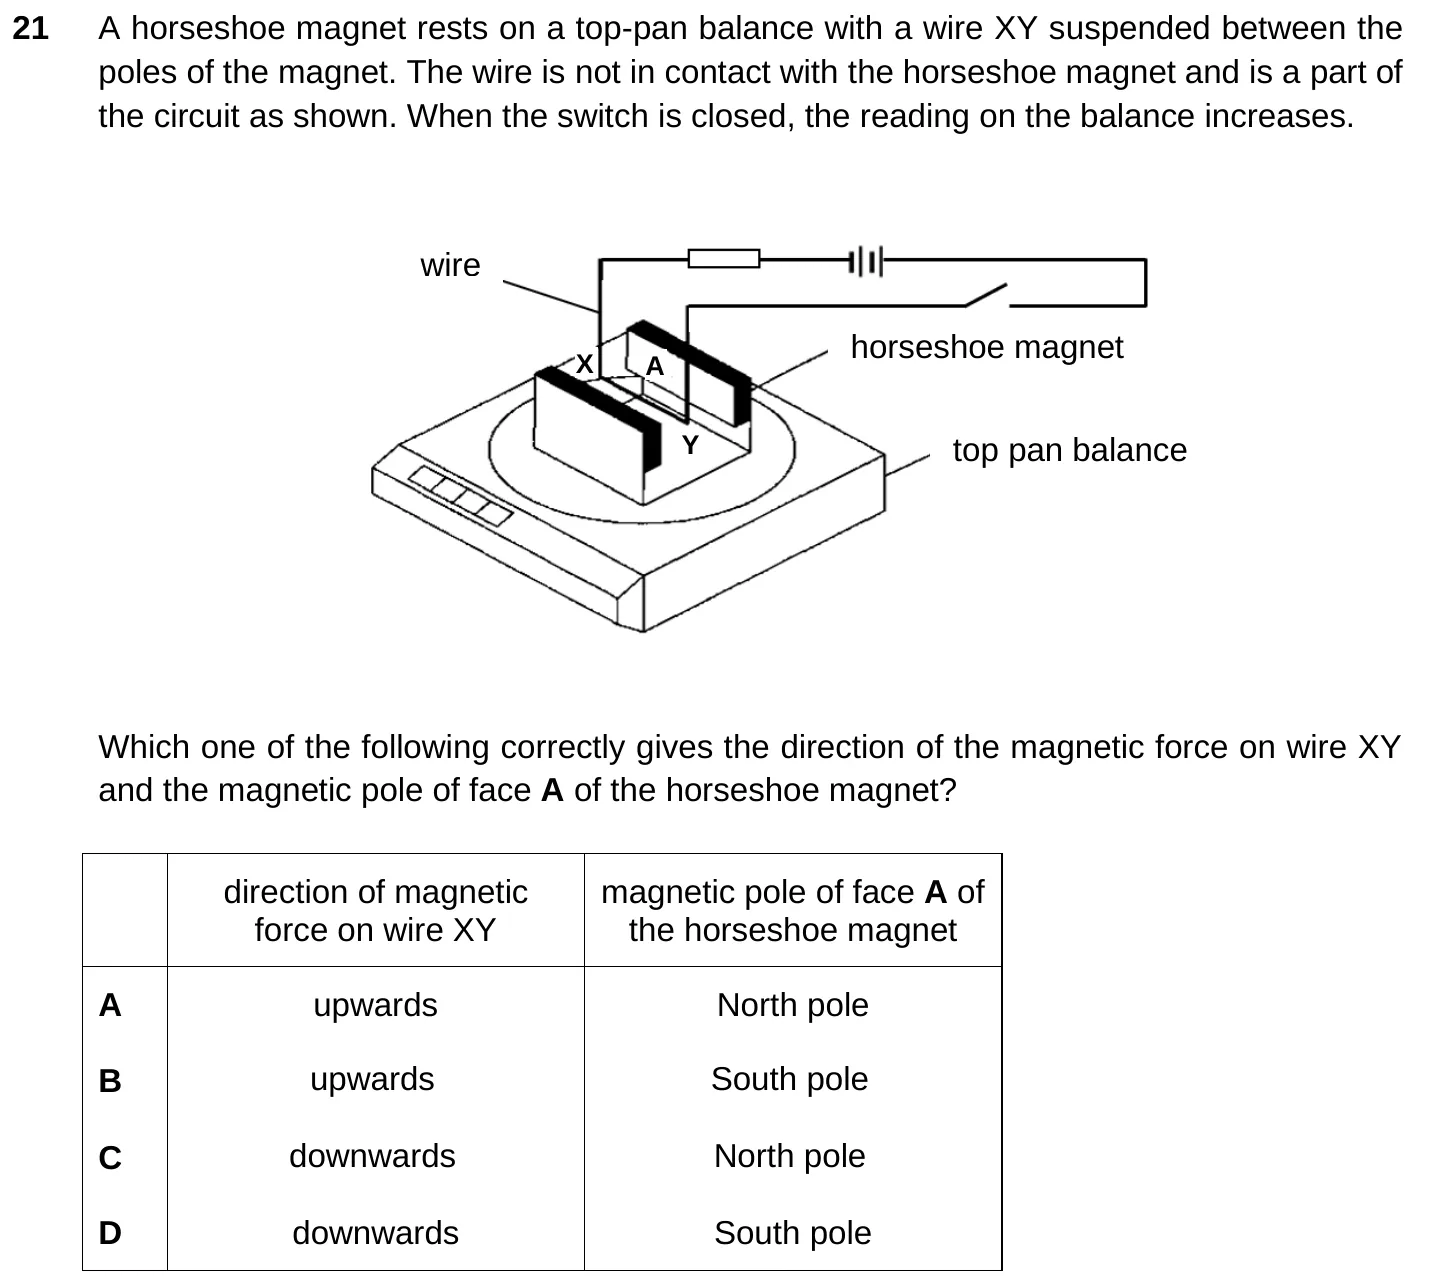 21 A horseshoe magnet rests on a top-pan balance with a wire XY suspended between the
poles of the magnet. The wire is not in contact with the horseshoe magnet and is a part of
the circuit as shown. When the switch is closed, the reading on the balance increases.
wire
horseshoe magnet
X A
Y
top pan balance
Which one of the following correctly gives the direction of the magnetic force on wire XY
and the magnetic pole of face A of the horseshoe magnet?
direction of magnetic force on wire XY
magnetic pole of face A of the horseshoe magnet
A upwards North pole
B upwards South pole
C downwards North pole
D downwards South pole